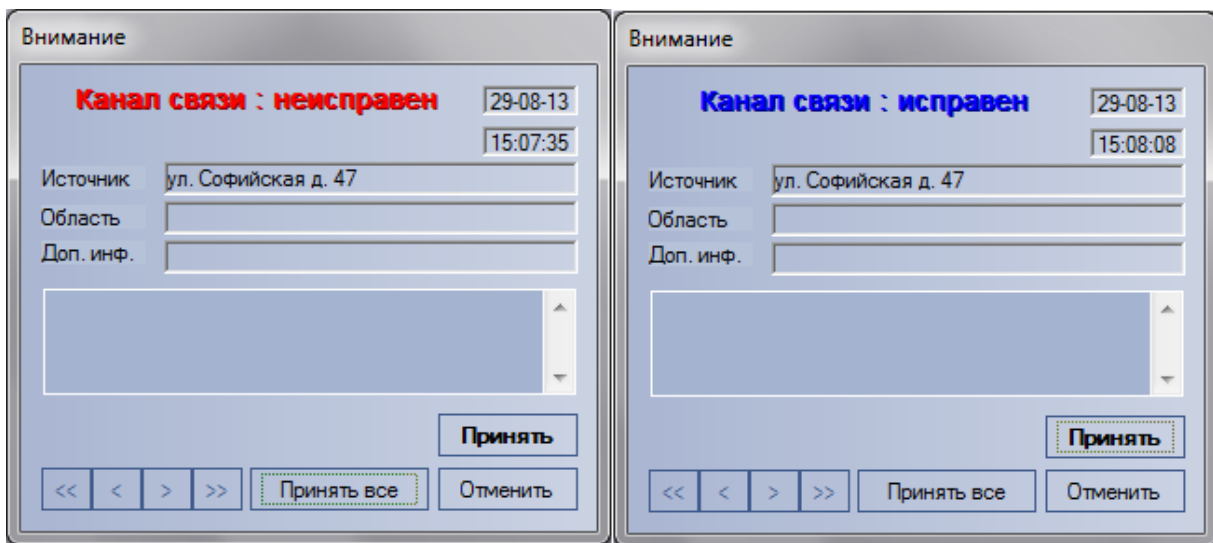 Внимание
Канал связи : неисправен
29-08-13
15:07:35
Источник ул. Софийская д. 47
Область
Доп. инф.
Принять
<< < > >> Принять все Отменить
Внимание
Канал связи : исправен
29-08-13
15:08:08
Источник ул. Софийская д. 47
Область
Доп. инф.
Принять
<< < > >> Принять все Отменить